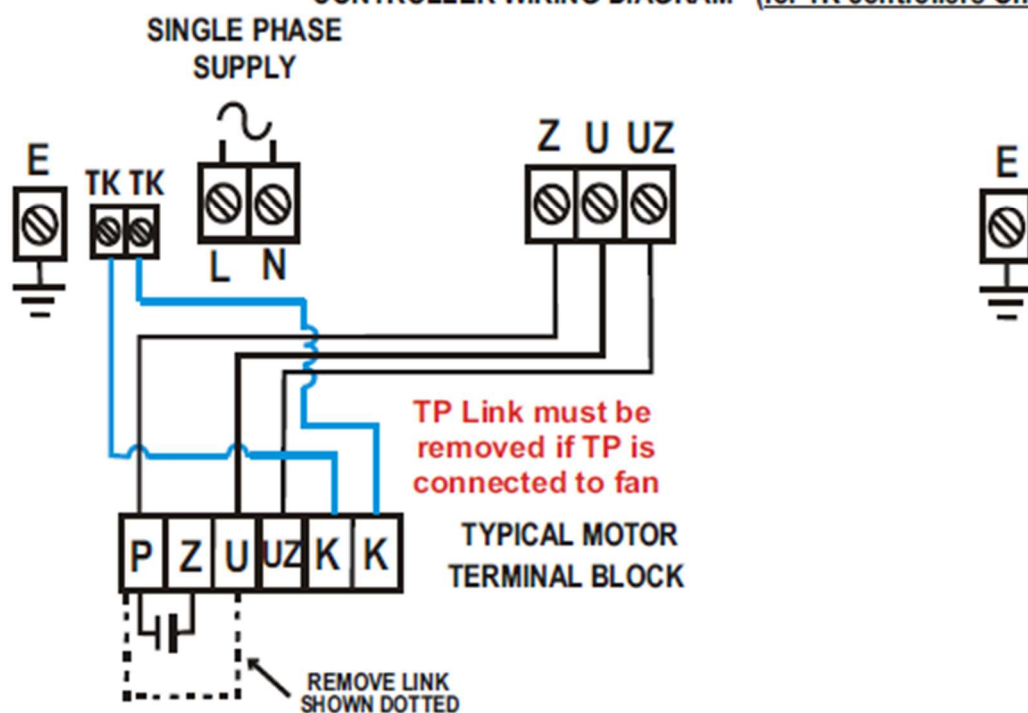 SINGLE PHASE
SUPPLY
E
TK TK
L N
Z U UZ
E
TP Link must be
removed if TP is
connected to fan
P Z U UZ K K
TYPICAL MOTOR
TERMINAL BLOCK
REMOVE LINK
SHOWN DOTTED